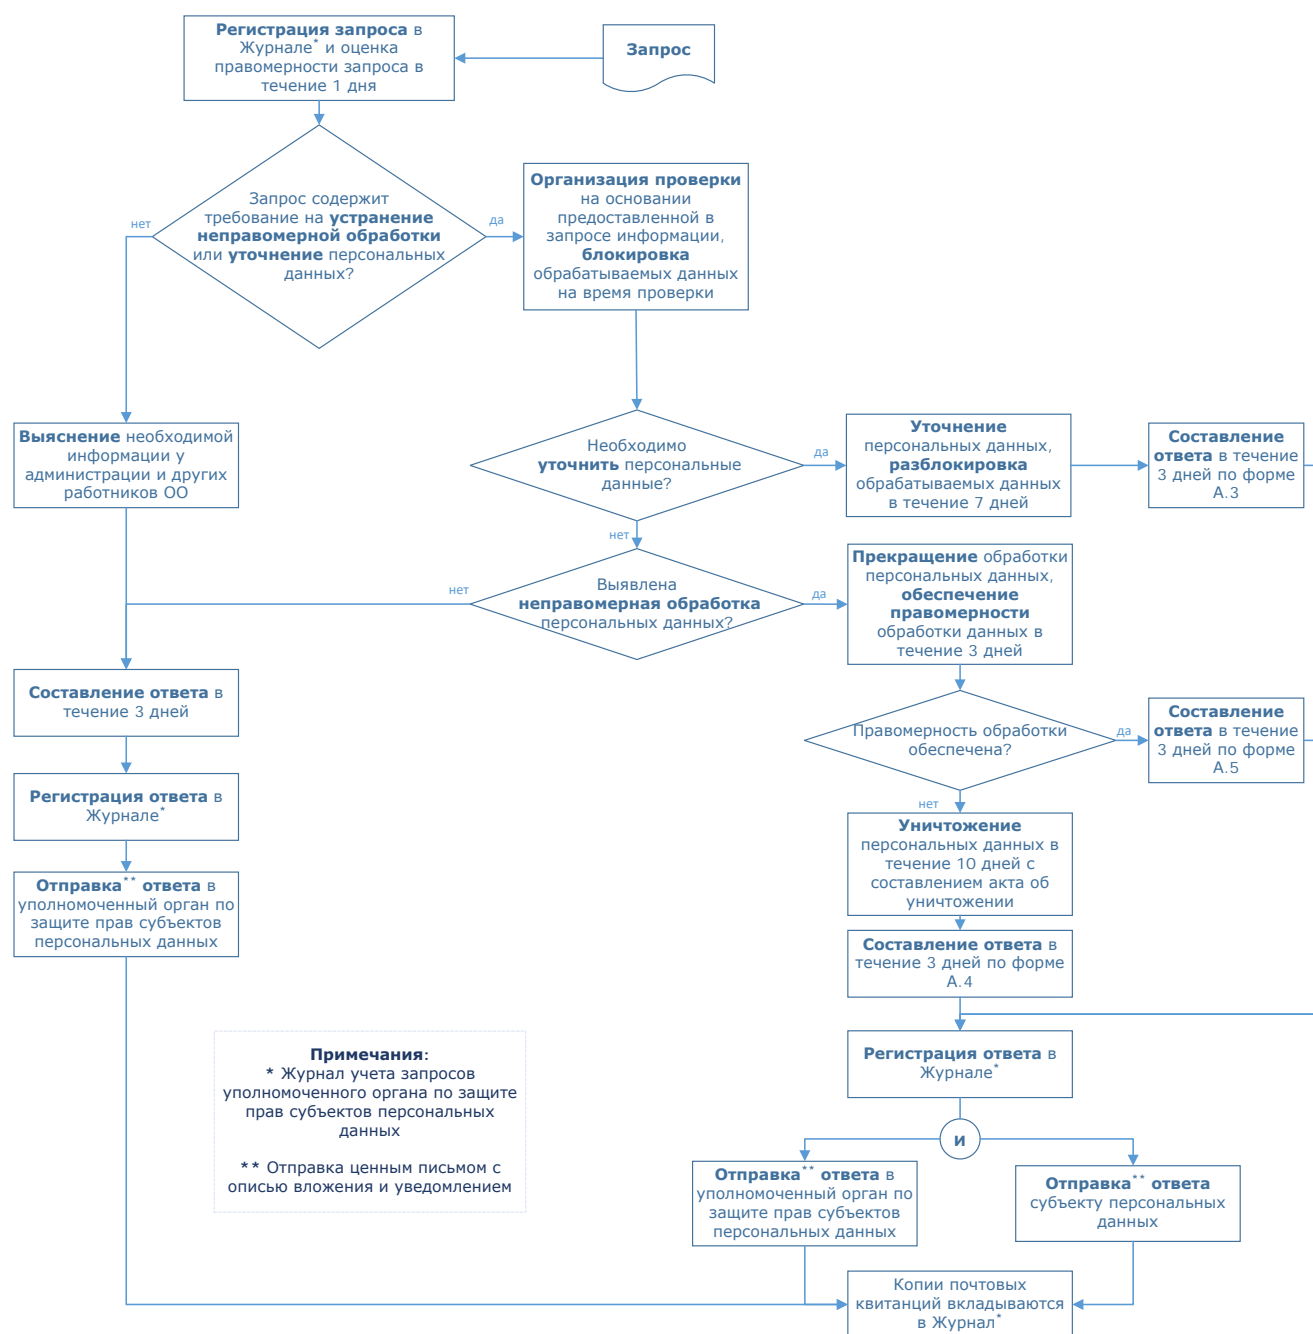 Регистрация запроса в
Журнале* и оценка
правомерности запроса в
течение 1 дня
Запрос
Запрос содержит
требование на устранение
неправомерной обработки
или уточнение персональных
данных?
нет
да
Организация проверки
на основании
предоставленной в
запросе информации,
блокировка
обрабатываемых данных
на время проверки
Выяснение необходимой
информации у
администрации и других
работников ОО
Необходимо
уточнить персональные
данные?
да
Уточнение
персональных данных,
разблокировка
обрабатываемых данных
в течение 7 дней
Составление
ответа в течение
3 дней по форме
А.3
нет
Выявлена
неправомерная обработка
персональных данных?
нет
да
Прекращение обработки
персональных данных,
обеспечение
правомерности
обработки данных в
течение 3 дней
Составление ответа в
течение 3 дней
Правомерность обработки
обеспечена?
да
Составление
ответа в течение
3 дней по форме
А.5
Регистрация ответа в
Журнале*
нет
Уничтожение
персональных данных в
течение 10 дней с
составлением акта об
уничтожении
Отправка** ответа в
уполномоченный орган по
защите прав субъектов
персональных данных
Составление ответа в
течение 3 дней по форме
А.4
Примечания:
* Журнал учета запросов
уполномоченного органа по защите
прав субъектов персональных
данных
** Отправка ценным письмом с
описью вложения и уведомлением
Регистрация ответа в
Журнале*
и
Отправка** ответа в
уполномоченный орган по
защите прав субъектов
персональных данных
Отправка** ответа
субъекту персональных
данных
Копии почтовых
квитанций вкладываются
в Журнал*